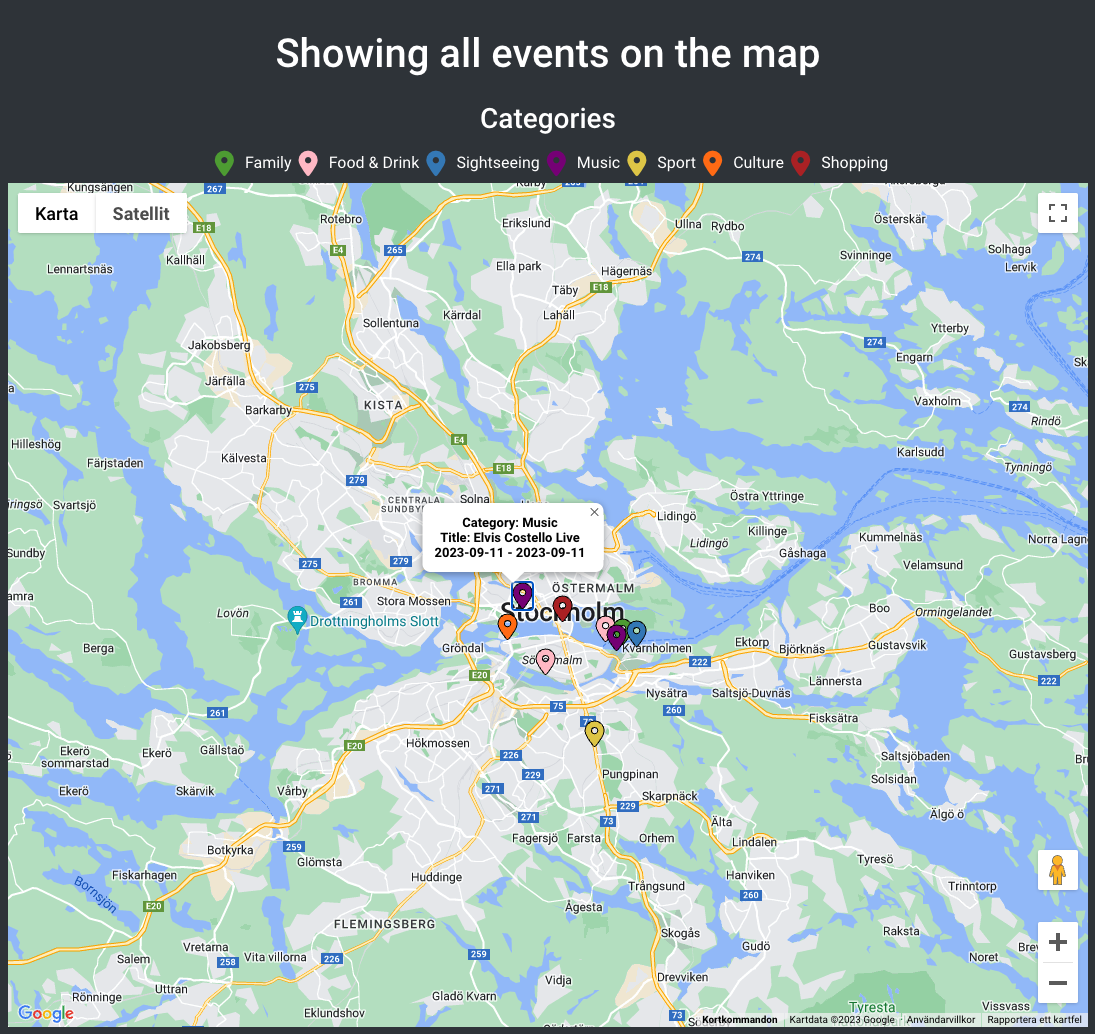 Showing all events on the map
Categories
Family Food & Drink Sightseeing Music Sport Culture Shopping
Kungsängen 267
Karta Satellit
E18 Rotebro Erikslund Ullna Rydbo Österskär
E4 265 274 Solhaga
Lennartsnäs Kallhäll Ella park Hägernäs Svinninge Lervik
Täby E18
Sollentuna Kärrdal Lahäll
Jakobsberg 274 Ytterby
Engarn
Järfälla 275
Barkarby KISTA Vaxholm 274
Rindö
Hilleshög E4
Färjstaden Kälvesta E18 Karlsudd
Tynningö
279
Svartsjö CENTRALA Solna Östra Yttringe
Lidingö
Category: Music
Title: Elvis Costello Live
2023-09-11 - 2023-09-11
Lidingö Killinge Kummelnäs
Gåshaga
275 279 Velamsund
BROMMA ÖSTERMALM
261 Stora Mossen Stockholm Boo Ormingelandet
Lovön
Drottningholms Slott
Berga Gröndal Kvarnholmen Ektorp Björknäs Gustavsvik
222 Gustavsberg
E20 Lännersta 222
Nysätra Saltsjö-Duvnäs
261 75 260 Fisksätra
73
Ekerö
sommarstad Ekerö Gällstaö E20 Hökmossen 226 Saltsjöbaden
Ekerö Skärvik Vårby 229 Pungpinan Solsidan
271 Skarpnäck
271 73 229 Älta Älgö ö
259 Fagersjö Farsta Orhem Lindalen
Botkyrka Glömsta Tyresö
Fiskarhagen Huddinge Hanviken
Bornsjön Trångsund 260 Trinntorp
E20 Ågesta
FLEMINGSBERG
Skogås Raksta
Vretarna 259 Gudö
Salem 258 Vita villorna 226 Noret
Uttran Vidja Drevviken
Rönninge Gladö Kvarn
Eklundshov 73 Tyresta Vissvass
Google Kortkommandon Kartdata ©2023 Google Användarvillkor Rapportera ett kartfel